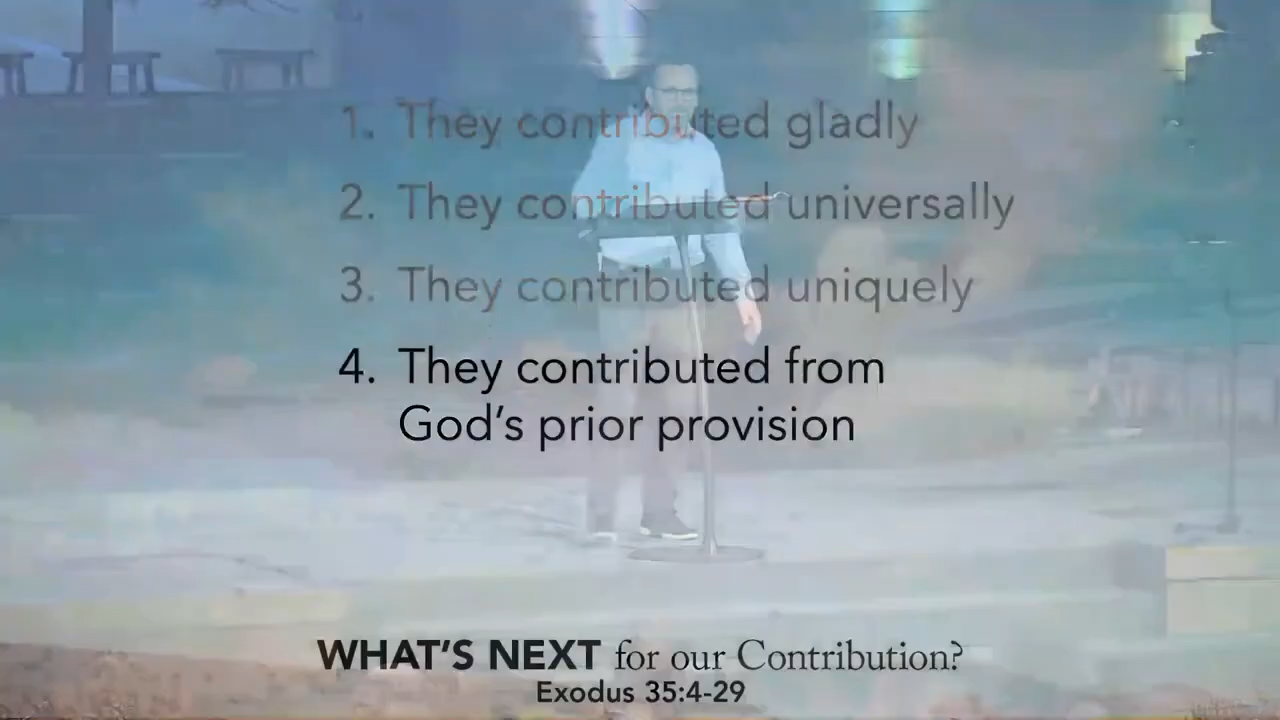 1. They contributed gladly
2. They contributed universally
3. They contributed uniquely
4. They contributed from
God's prior provision
WHAT'S NEXT for our Contribution?
Exodus 35:4-29